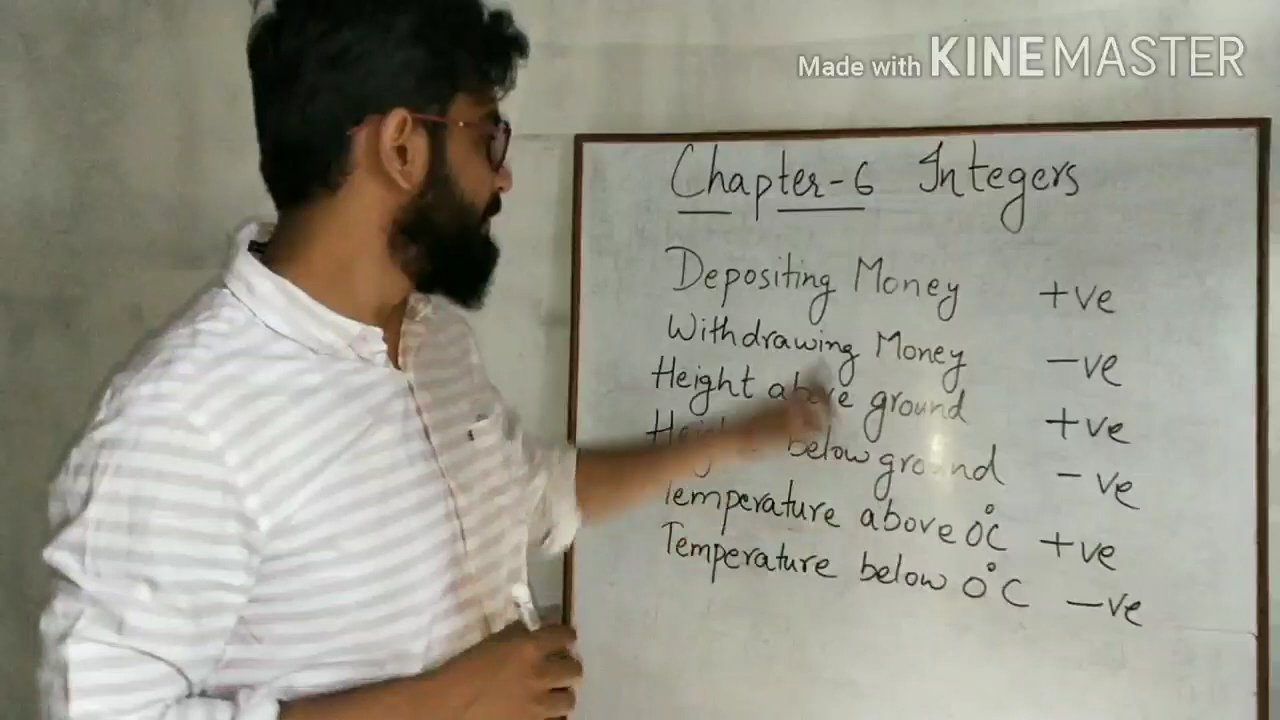 Made with KINEMASTER
Chapter-6 Integers
Depositing Money +ve
Withdrawing Money -ve
Height above ground +ve
below ground -ve
Temperature above 0°C +ve
Temperature below 0°C -ve